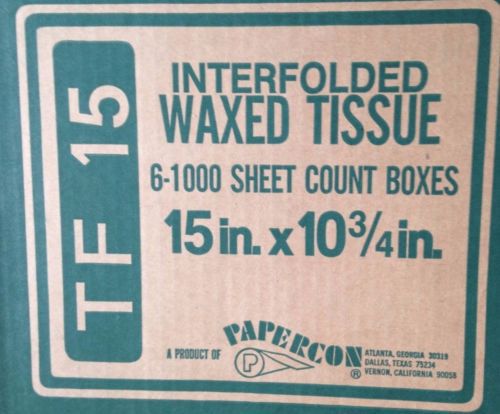 TF 15
INTERFOLDED
WAXED TISSUE
6-1000 SHEET COUNT BOXES
15 in. x 10 3/4 in.
A PRODUCT OF PAPERCON ®
P
ATLANTA, GEORGIA 30319
DALLAS, TEXAS 75234
VERNON, CALIFORNIA 90058